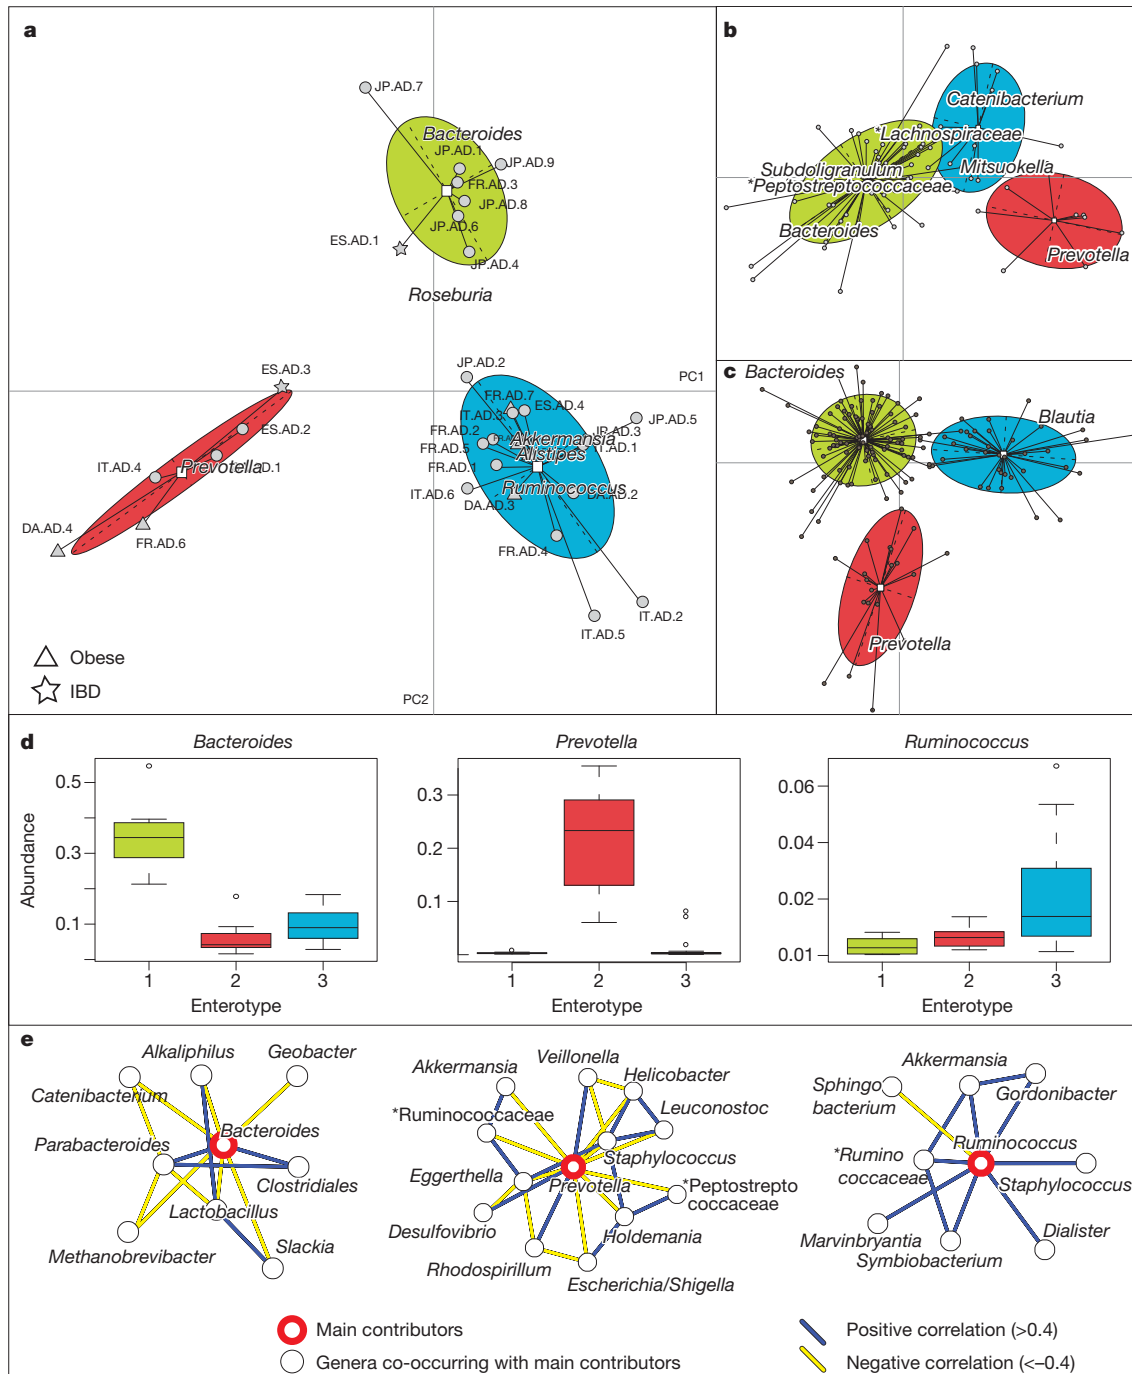 a
JP.AD.7
Bacteroides
JP.AD.1
JP.AD.9
FR.AD.3
JP.AD.8
JP.AD.6
ES.AD.1
JP.AD.4
Roseburia
ES.AD.3
JP.AD.2
PC1
FR.AD.7
IT.AD.3
ES.AD.4
JP.AD.5
ES.AD.2
FR.AD.2
JP.AD.3
Akkermansia
FR.AD.5
IT.AD.1
Alistipes
IT.AD.4
Prevotella
AD.1
FR.AD.1
Ruminococcus
IT.AD.6
DA.AD.2
DA.AD.3
DA.AD.4
FR.AD.6
FR.AD.4
IT.AD.2
IT.AD.5
Obese
IBD
PC2
b
Catenibacterium
*Lachnospiraceae
Subdoligranulum
Mitsuokella
*Peptostreptococcaceae
Bacteroides
Prevotella
c
Bacteroides
Blautia
Prevotella
d
Bacteroides
Prevotella
Ruminococcus
Abundance
0.5
0.3
0.1
1 2 3
Enterotype
0.3
0.2
0.1
1 2 3
Enterotype
0.06
0.04
0.02
0.01
1 2 3
Enterotype
e
Alkaliphilus
Geobacter
Catenibacterium
Bacteroides
Parabacteroides
Clostridiales
Lactobacillus
Methanobrevibacter
Slackia
Veillonella
Akkermansia
Helicobacter
*Ruminococcaceae
Leuconostoc
Staphylococcus
Eggerthella
Prevotella
*Peptostrepto
coccaceae
Desulfovibrio
Holdemania
Rhodospirillum
Escherichia/Shigella
Akkermansia
Sphingo
bacterium
Gordonibacter
Ruminococcus
*Rumino
coccaceae
Staphylococcus
Marvinbryantia
Dialister
Symbiobacterium
Main contributors
Genera co-occurring with main contributors
Positive correlation (>0.4)
Negative correlation (<–0.4)